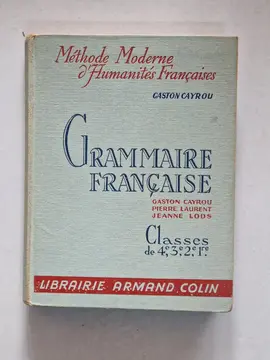 Méthode Moderne
d'Humanités Françaises
GASTON CAYROU
GRAMMAIRE
FRANÇAISE
GASTON CAYROU
PIERRE LAURENT
JEANNE LODS
Classes
de 4e 3e 2e 1re
LIBRAIRIE ARMAND COLIN